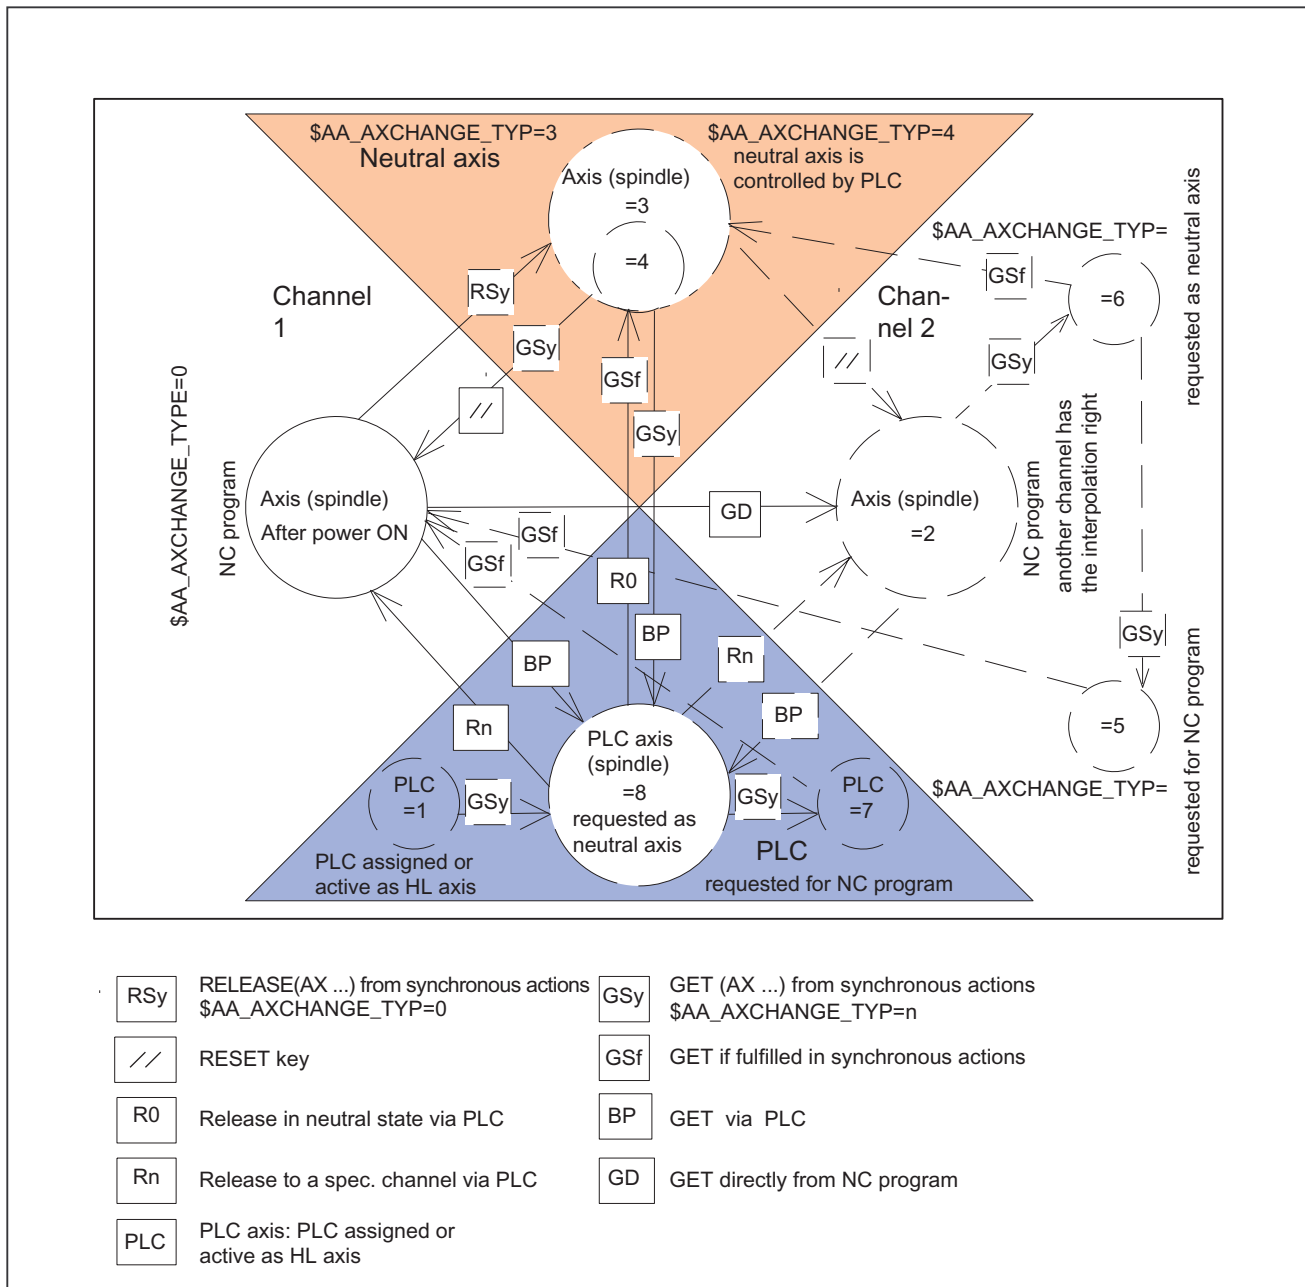 $AA_AXCHANGE_TYP=3
Neutral axis
$AA_AXCHANGE_TYP=4
neutral axis is
controlled by PLC
Axis (spindle)
=3
=4
Channel
1
Chan-
nel 2
$AA_AXCHANGE_TYP=
=6
requested as neutral axis
RSy
GSy
//
GSf
GSy
//
GSf
GSy
$AA_AXCHANGE_TYPE=0
NC program
Axis (spindle)
After power ON
GD
Axis (spindle)
=2
NC program
another channel has
the interpolation right
GSf
GSf
R0
BP
BP
Rn
Rn
BP
GSy
=5
requested for NC program
$AA_AXCHANGE_TYP=
PLC
=1
GSy
PLC axis
(spindle)
=8
requested as
neutral axis
GSy
PLC
=7
PLC assigned or
active as HL axis
PLC
requested for NC program
RSy
RELEASE(AX ...) from synchronous actions
$AA_AXCHANGE_TYP=0
GSy
GET (AX ...) from synchronous actions
$AA_AXCHANGE_TYP=n
//
RESET key
GSf
GET if fulfilled in synchronous actions
R0
Release in neutral state via PLC
BP
GET via PLC
Rn
Release to a spec. channel via PLC
GD
GET directly from NC program
PLC
PLC axis: PLC assigned or
active as HL axis